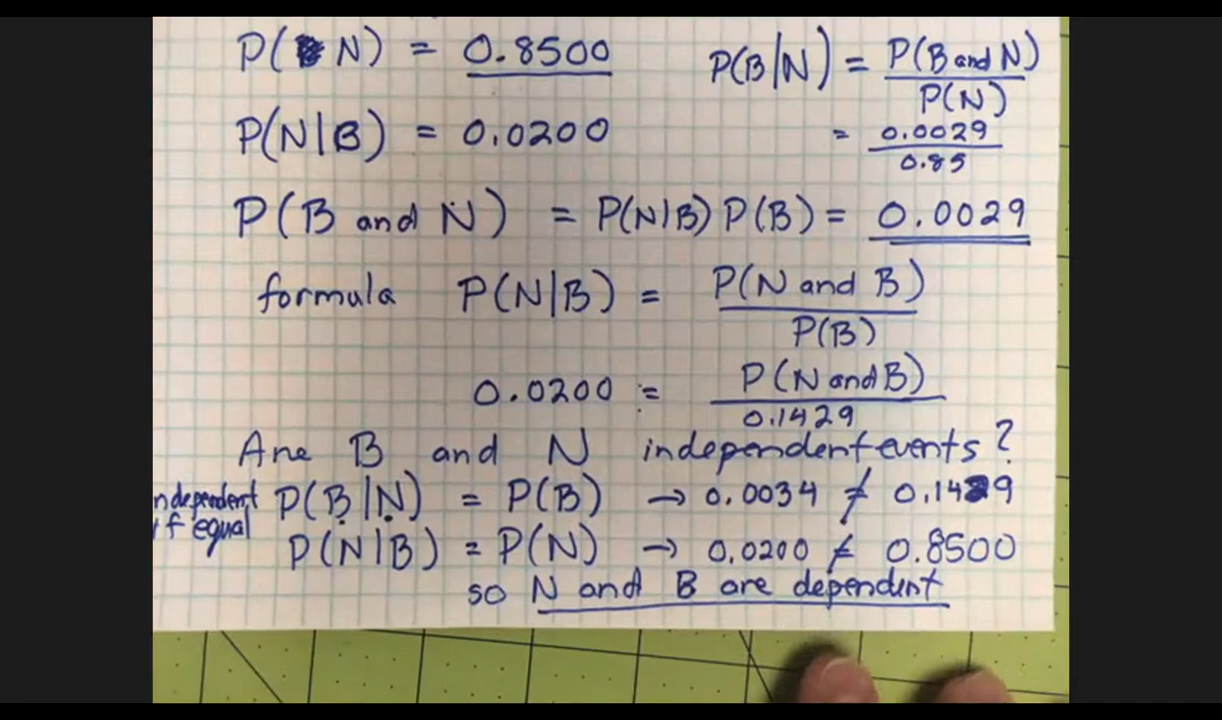 P(N) = 0.8500
P(B|N) = P(B and N) / P(N)
= 0.0029 / 0.85
P(N|B) = 0.0200
P(B and N) = P(N|B) P(B) = 0.0029
formula P(N|B) = P(N and B) / P(B)
0.0200 = P(N and B) / 0.1429
Are B and N independent events?
ndependent
if equal
P(B|N) = P(B) → 0.0034 ≠ 0.1429
P(N|B) = P(N) → 0.0200 ≠ 0.8500
so N and B are dependent